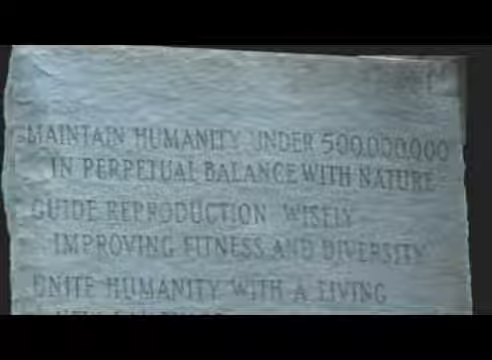 MAINTAIN HUMANITY UNDER 500,000,000
IN PERPETUAL BALANCE WITH NATURE
GUIDE REPRODUCTION WISELY
IMPROVING FITNESS AND DIVERSITY
UNITE HUMANITY WITH A LIVING